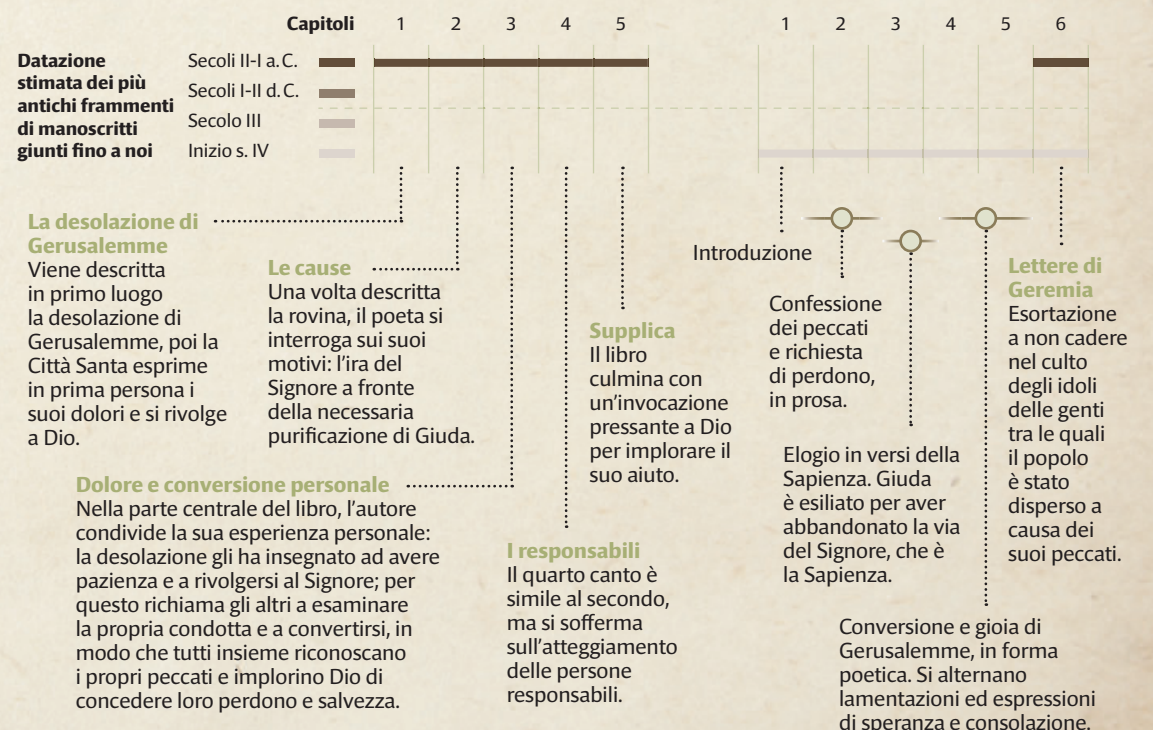 Capitoli 1 2 3 4 5 1 2 3 4 5 6
Datazione
stimata dei più
antichi frammenti
di manoscritti
giunti fino a noi
Secoli II-I a. C.
Secoli I-II d. C.
Secolo III
Inizio s. IV
La desolazione di
Gerusalemme
Viene descritta
in primo luogo
la desolazione di
Gerusalemme, poi la
Città Santa esprime
in prima persona i
suoi dolori e si rivolge
a Dio.
Le cause
Una volta descritta
la rovina, il poeta si
interroga sui suoi
motivi: l'ira del
Signore a fronte
della necessaria
purificazione di Giuda.
Dolore e conversione personale
Nella parte centrale del libro, l'autore
condivide la sua esperienza personale:
la desolazione gli ha insegnato ad avere
pazienza e a rivolgersi al Signore; per
questo richiama gli altri a esaminare
la propria condotta e a convertirsi, in
modo che tutti insieme riconoscano
i propri peccati e implorino Dio di
concedere loro perdono e salvezza.
I responsabili
Il quarto canto è
simile al secondo,
ma si sofferma
sull'atteggiamento
delle persone
responsabili.
Supplica
Il libro
culmina con
un'invocazione
pressante a Dio
per implorare il
suo aiuto.
Introduzione
Confessione
dei peccati
e richiesta
di perdono,
in prosa.
Elogio in versi della
Sapienza. Giuda
è esiliato per aver
abbandonato la via
del Signore, che è
la Sapienza.
Conversione e gioia di
Gerusalemme, in forma
poetica. Si alternano
lamentazioni ed espressioni
di speranza e consolazione.
Lettere di
Geremia
Esortazione
a non cadere
nel culto
degli idoli
delle genti
tra le quali
il popolo
è stato
disperso a
causa dei
suoi peccati.